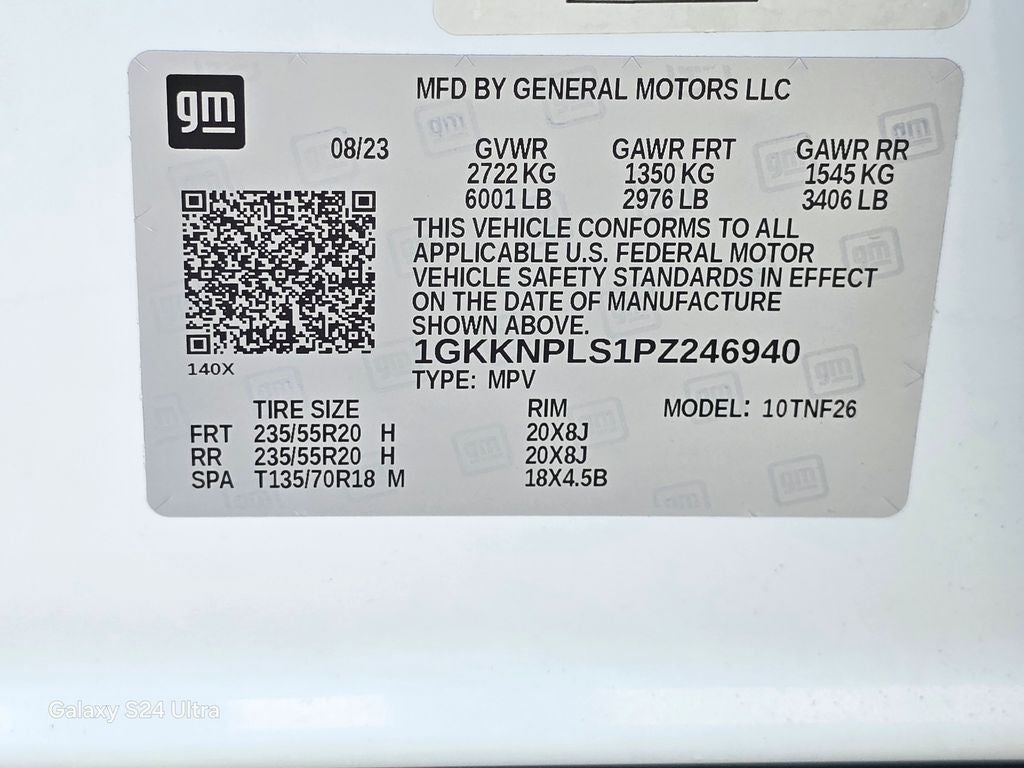 gm
MFD BY GENERAL MOTORS LLC
08/23 GVWR GAWR FRT GAWR RR
2722 KG 1350 KG 1545 KG
6001 LB 2976 LB 3406 LB
THIS VEHICLE CONFORMS TO ALL
APPLICABLE U.S. FEDERAL MOTOR
VEHICLE SAFETY STANDARDS IN EFFECT
ON THE DATE OF MANUFACTURE
SHOWN ABOVE.
1GKKNPLS1PZ246940
140X
TYPE: MPV
TIRE SIZE RIM MODEL: 10TNF26
FRT 235/55R20 H 20X8J
RR 235/55R20 H 20X8J
SPA T135/70R18 M 18X4.5B
Galaxy S24 Ultra